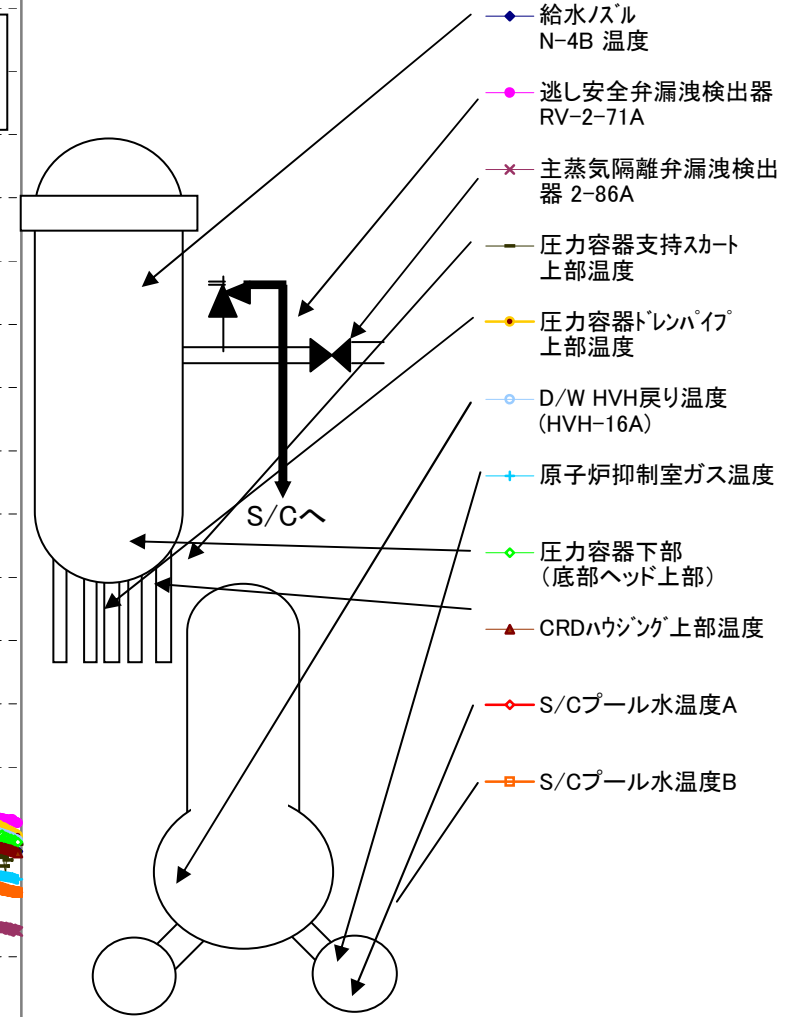 給水ノズル
N-4B 温度
逃し安全弁漏洩検出器
RV-2-71A
主蒸気隔離弁漏洩検出
器 2-86A
圧力容器支持スカート
上部温度
圧力容器ドレンパイプ
上部温度
D/W HVH戻り温度
(HVH-16A)
原子炉抑制室ガス温度
S/Cへ
圧力容器下部
(底部ヘッド上部)
CRDハウジング上部温度
S/Cプール水温度A
S/Cプール水温度B